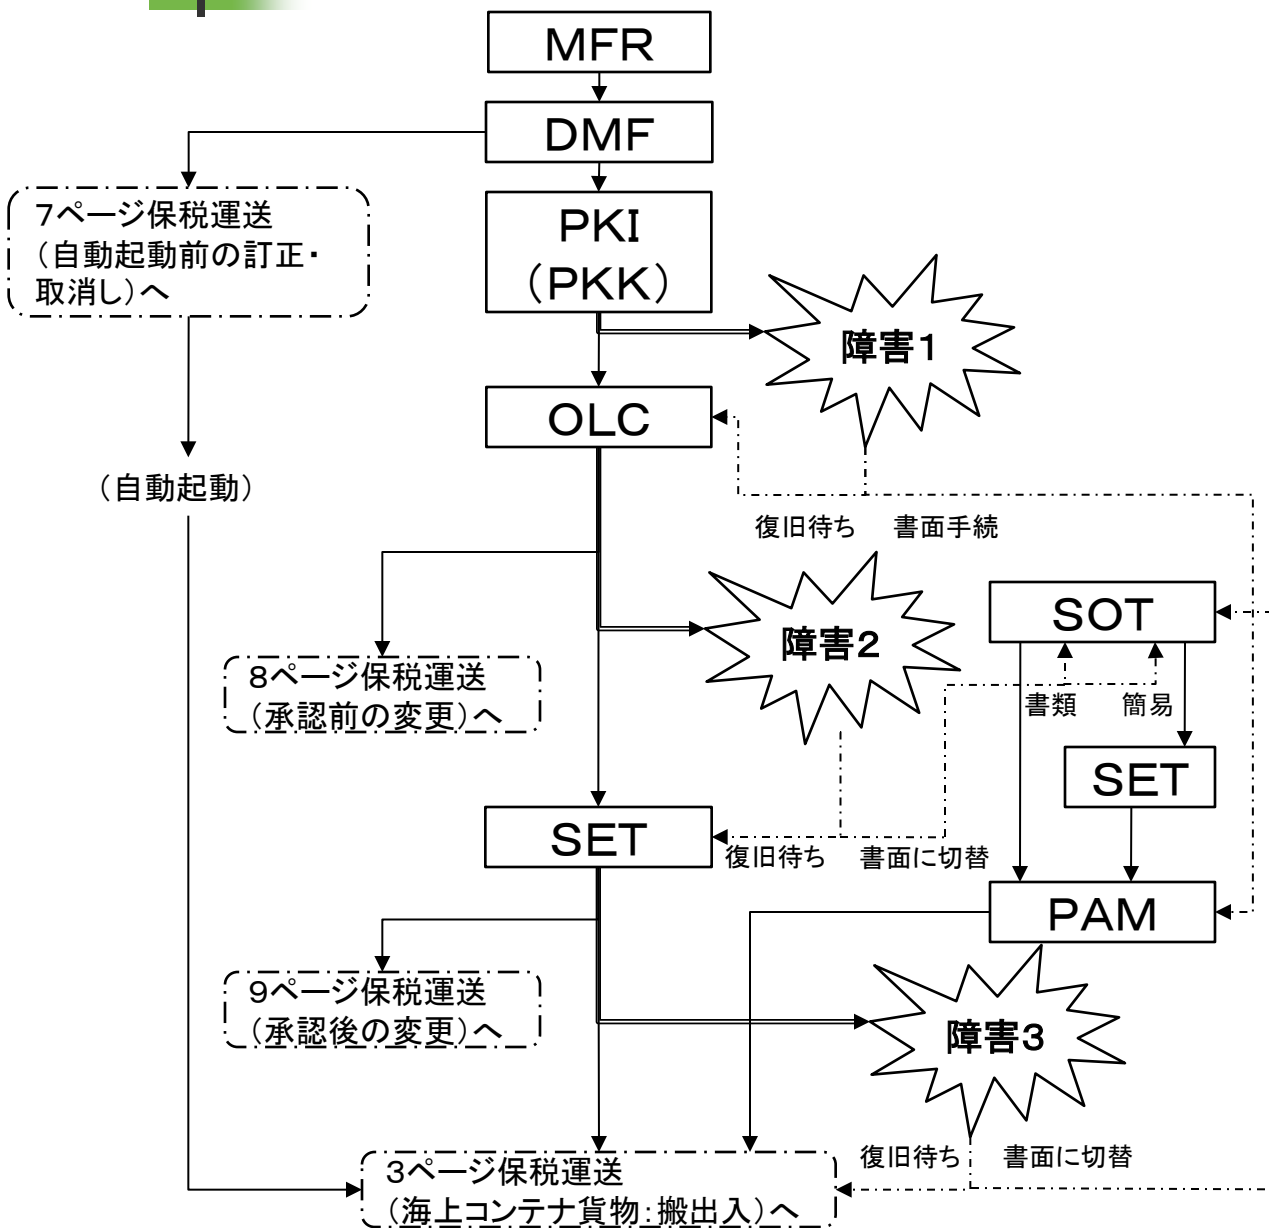 ＭＦＲ
ＤＭＦ
ＰＫＩ
（ＰＫＫ）
７ページ保税運送
（自動起動前の訂正・
取消し）へ
障害１
ＯＬＣ
（自動起動）
復旧待ち
書面手続
障害２
ＳＯＴ
書類
簡易
８ページ保税運送
（承認前の変更）へ
ＳＥＴ
ＳＥＴ
復旧待ち
書面に切替
ＰＡＭ
９ページ保税運送
（承認後の変更）へ
障害３
復旧待ち
書面に切替
３ページ保税運送
（海上コンテナ貨物：搬出入）へ